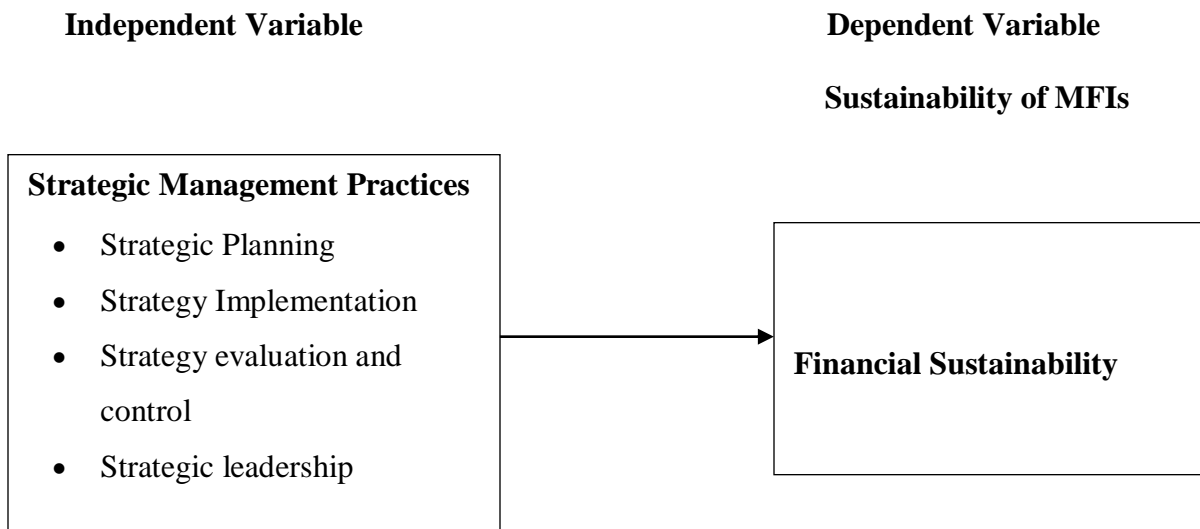 Independent Variable
Dependent Variable
Sustainability of MFIs
Strategic Management Practices
• Strategic Planning
• Strategy Implementation
• Strategy evaluation and
control
• Strategic leadership
Financial Sustainability